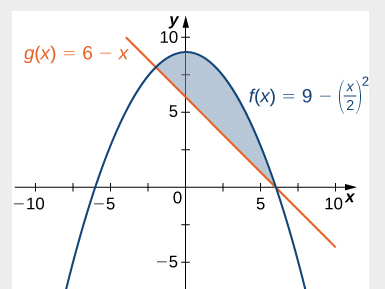 y
10
g(x) = 6 − x
f(x) = 9 − (x/2)²
5
−10
−5
0
5
10
x
−5